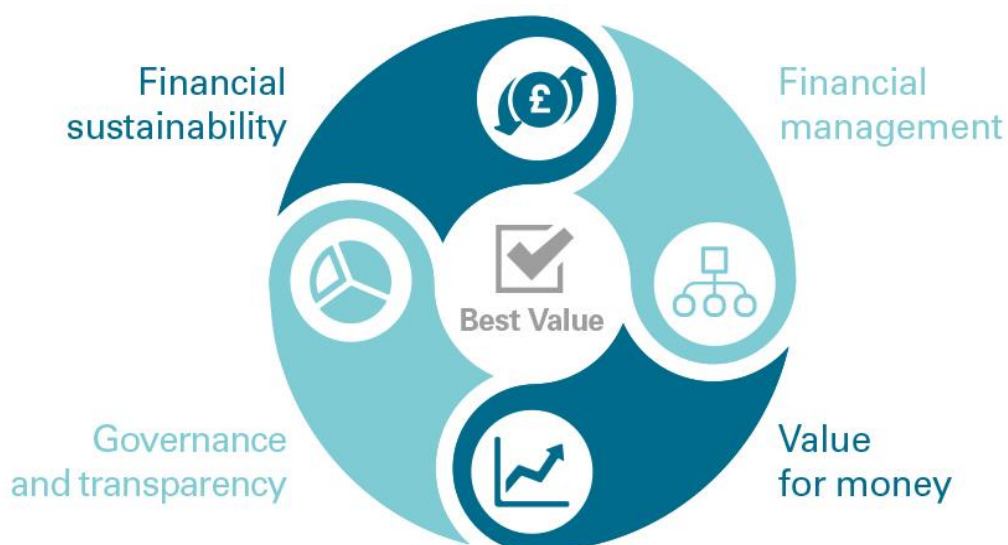 Financial
sustainability
£
Financial
management
Best Value
Governance
and transparency
Value
for money